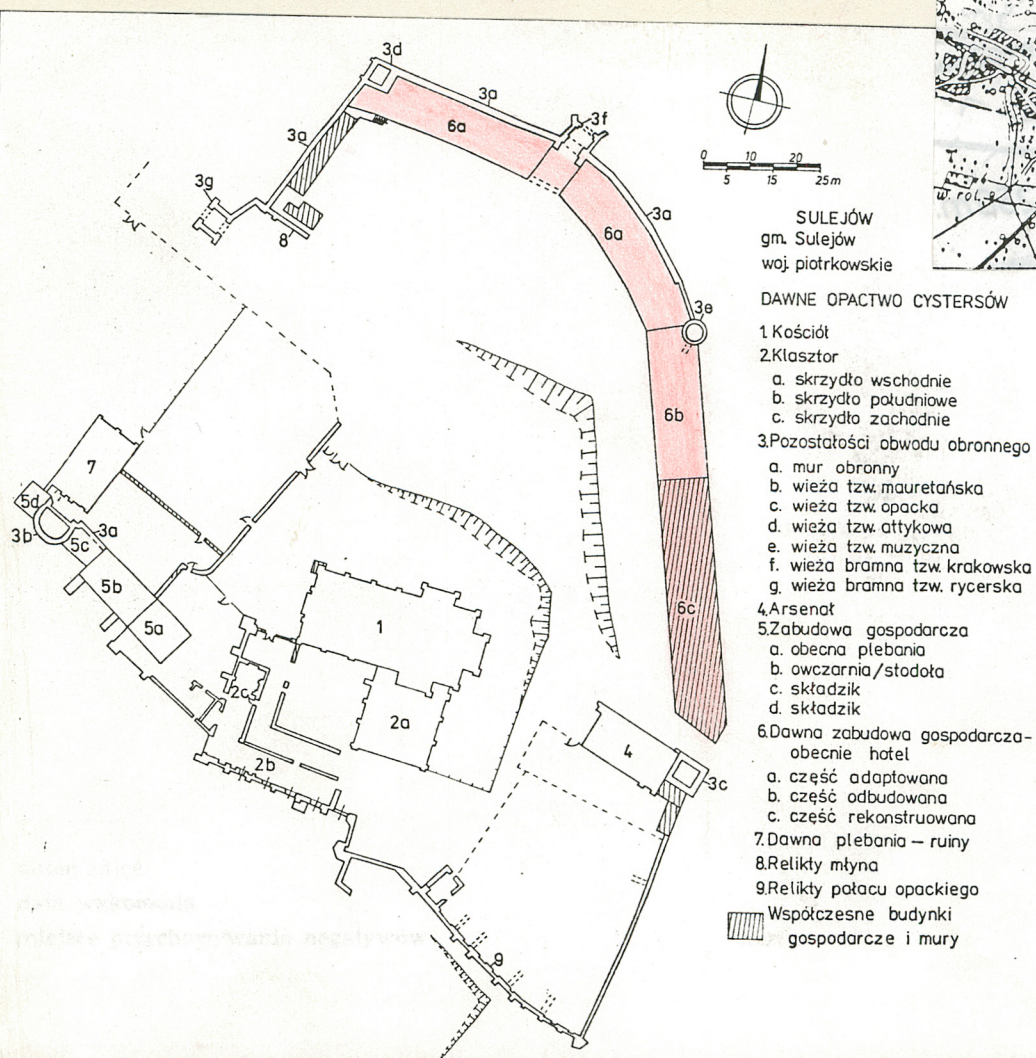 3d
3a
3f
6a
3a
3g
8
0 10 20
5 15 25m
3a
6a
3e
6b
7
5d
3a
3b
5c
5b
5a
6c
1
2c
2a
2b
4
3c
9
w. rol.
SULEJÓW
gm. Sulejów
woj. piotrkowskie
DAWNE OPACTWO CYSTERSÓW
1. Kościół
2. Klasztor
a. skrzydło wschodnie
b. skrzydło południowe
c. skrzydło zachodnie
3. Pozostałości obwodu obronnego
a. mur obronny
b. wieża tzw. mauretańska
c. wieża tzw. opacka
d. wieża tzw. attykowa
e. wieża tzw. muzyczna
f. wieża bramna tzw. krakowska
g. wieża bramna tzw. rycerska
4. Arsenał
5. Zabudowa gospodarcza
a. obecna plebania
b. owczarnia/stodoła
c. składzik
d. składzik
6. Dawna zabudowa gospodarcza-
obecnie hotel
a. część adaptowana
b. część odbudowana
c. część rekonstruowana
7. Dawna plebania – ruiny
8. Relikty młyna
9. Relikty pałacu opackiego
Współczesne budynki
gospodarcze i mury
miejsce przechowywania negatywów